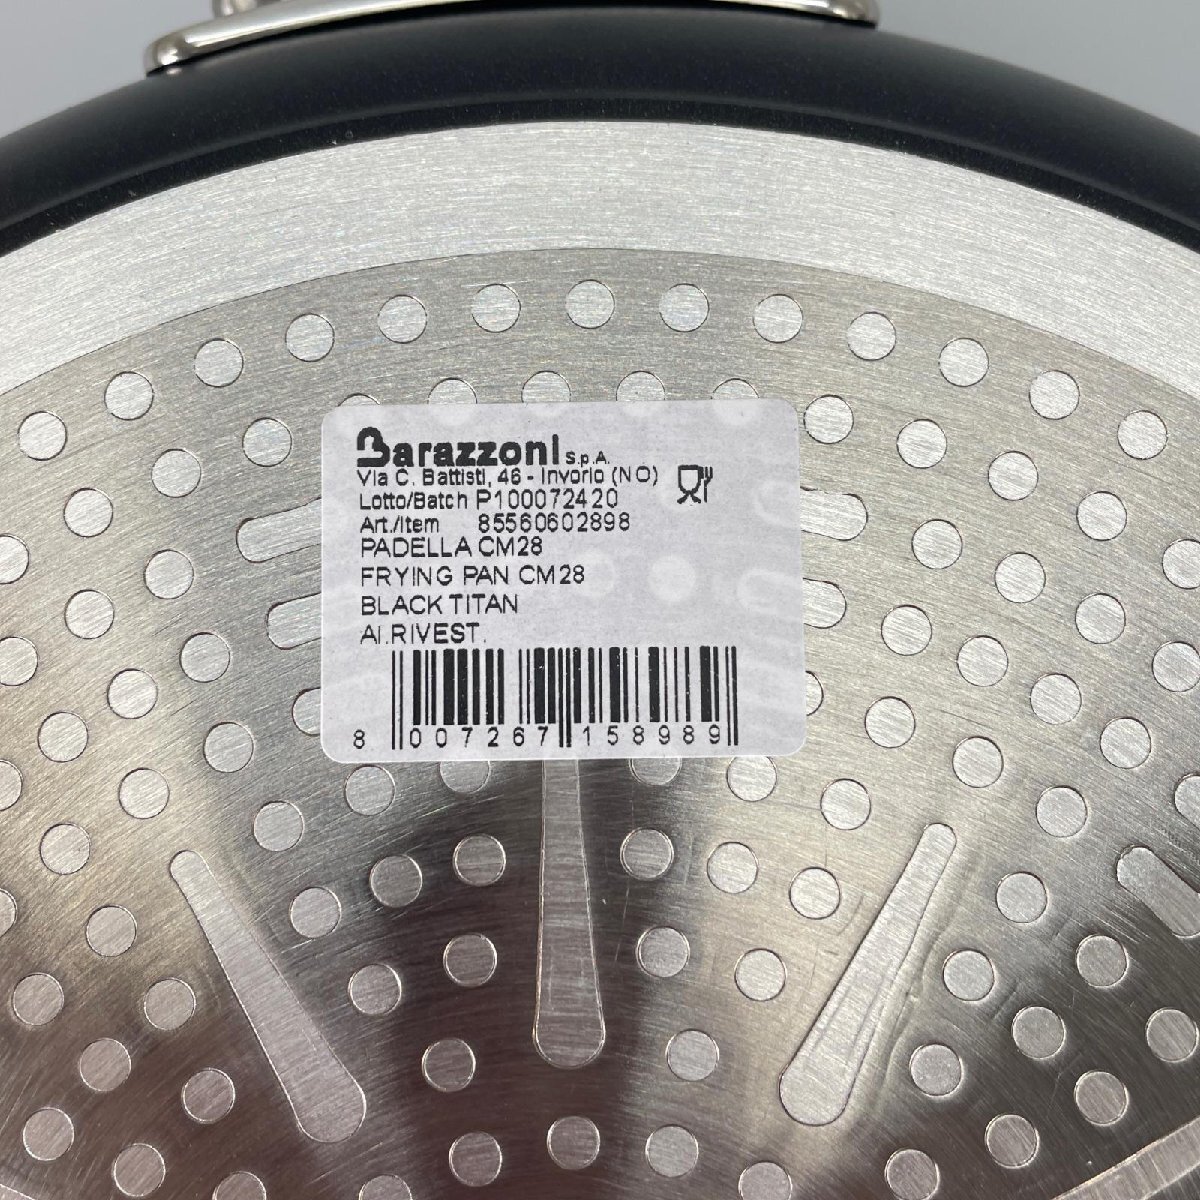 Barazzoni S.p.A.
Via C. Battisti, 46 - Invorio (NO)
Lotto/Batch P100072420
Art./Item 85560602898
PADELLA CM28
FRYING PAN CM28
BLACK TITAN
Al.RIVEST.
8 007267 158989